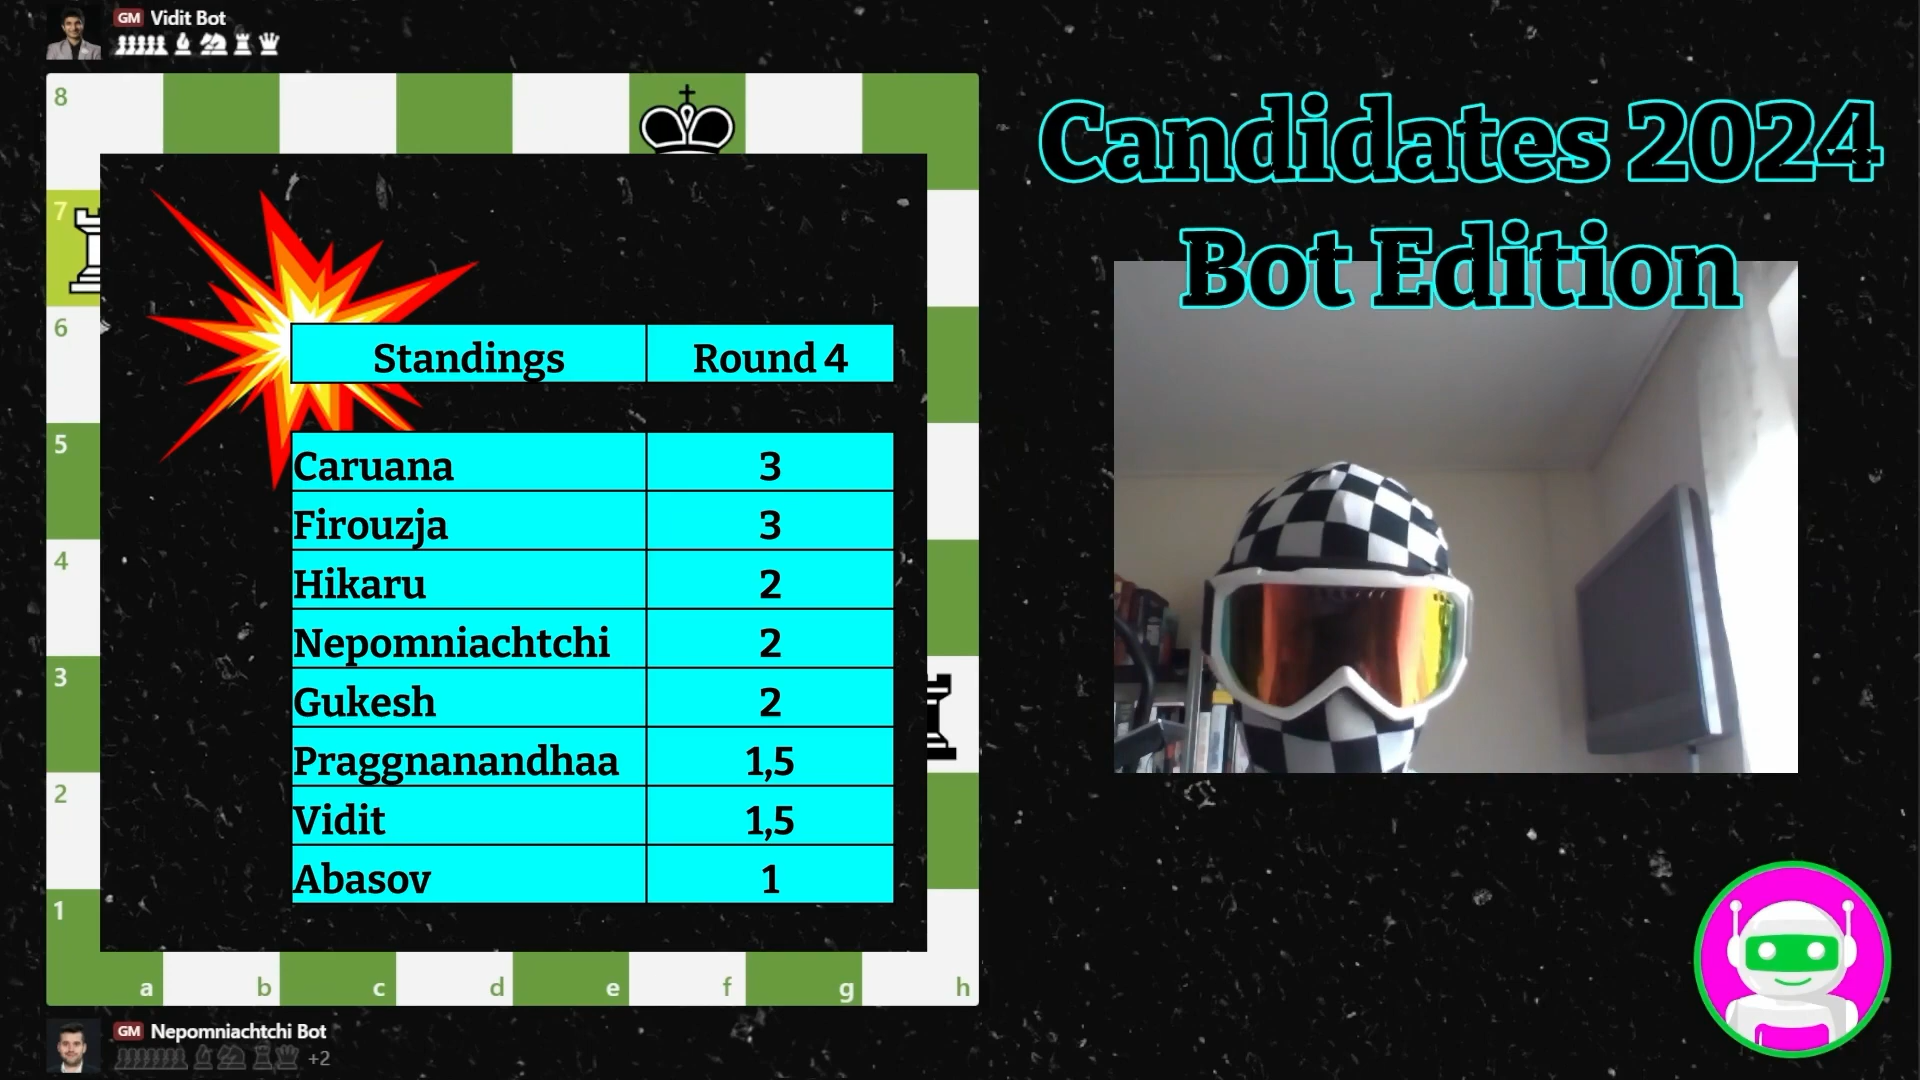 GM Vidit Bot
Candidates 2024
Bot Edition
8
7
6
5
4
3
2
1
Standings Round 4
Caruana 3
Firouzja 3
Hikaru 2
Nepomniachtchi 2
Gukesh 2
Praggnanandhaa 1,5
Vidit 1,5
Abasov 1
a b c d e f g h
GM Nepomniachtchi Bot
+2